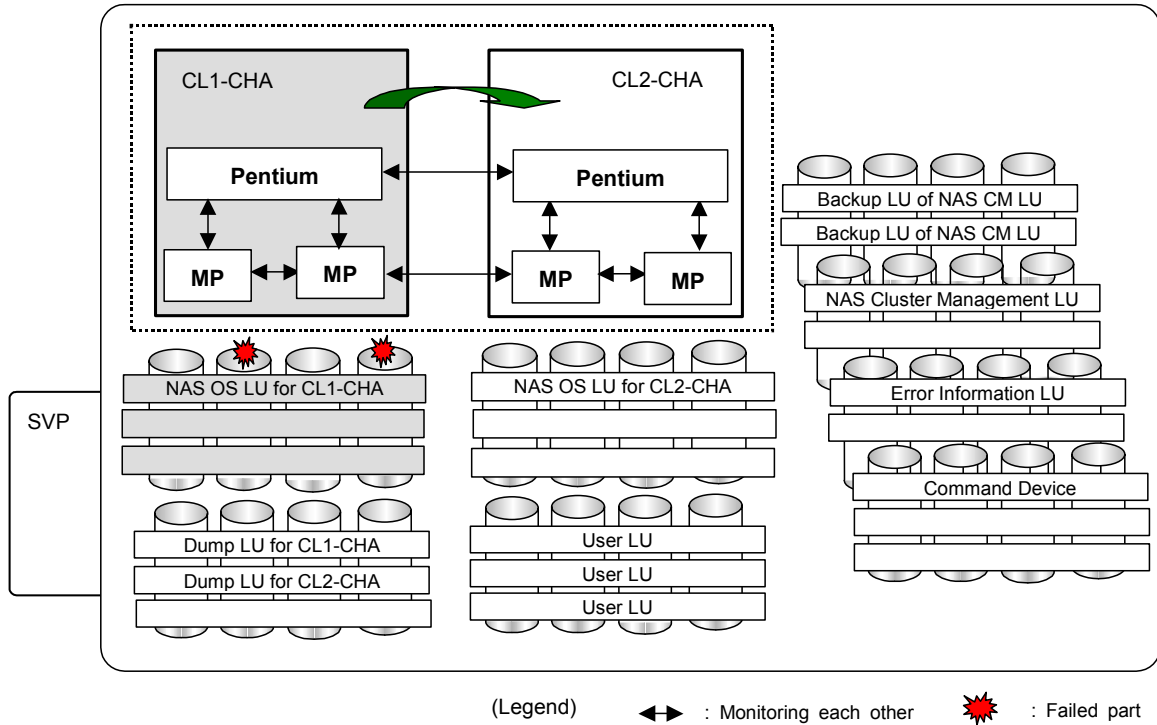 CL1-CHA
CL2-CHA
Pentium
Pentium
MP
MP
MP
MP
Backup LU of NAS CM LU
Backup LU of NAS CM LU
NAS Cluster Management LU
Error Information LU
Command Device
SVP
NAS OS LU for CL1-CHA
NAS OS LU for CL2-CHA
Dump LU for CL1-CHA
Dump LU for CL2-CHA
User LU
User LU
User LU
(Legend)
: Monitoring each other
: Failed part